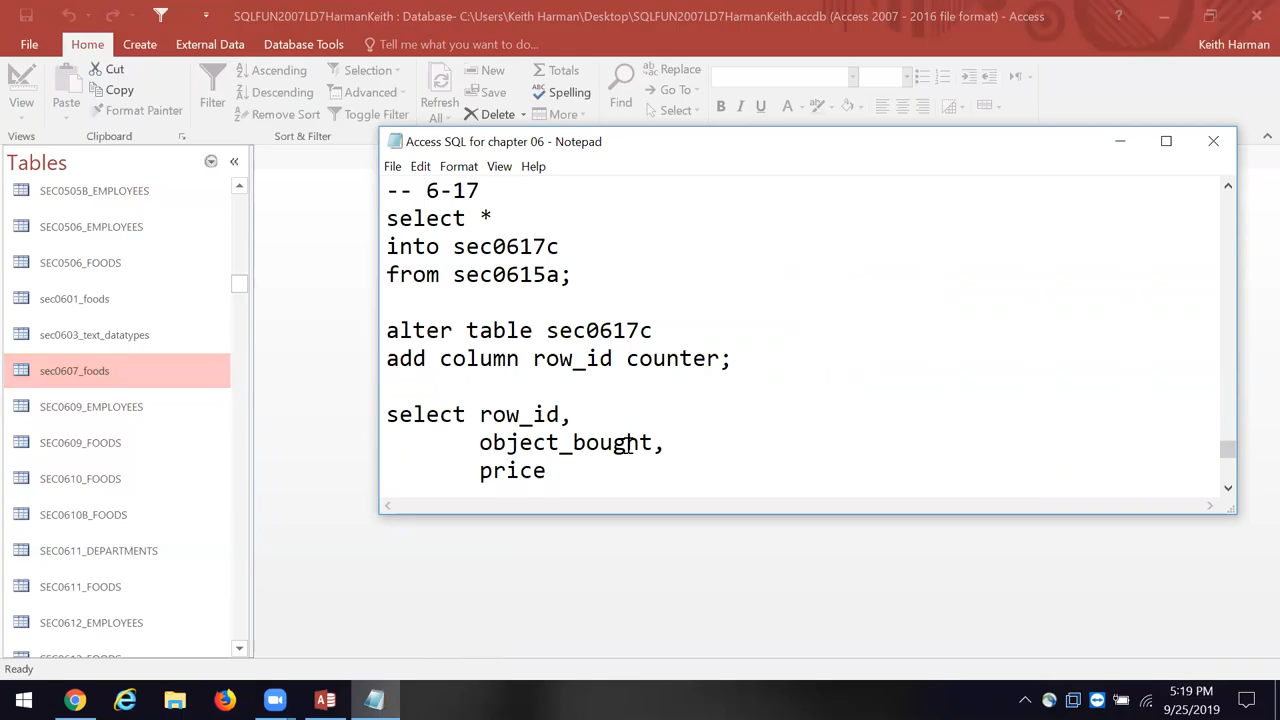 SQLFUN2007LD7HarmanKeith : Database- C:\Users\Keith Harman\Desktop\SQLFUN2007LD7HarmanKeith.accdb (Access 2007 - 2016 file format) - Access
File Home Create External Data Database Tools Tell me what you want to do... Keith Harman
View Paste Cut Copy Format Painter Filter Ascending Descending Remove Sort Selection Advanced Toggle Filter Refresh All New Save Delete Totals Spelling More Find Replace Go To Select B I U A
Views Clipboard Sort & Filter
Access SQL for chapter 06 - Notepad
File Edit Format View Help
Tables
SEC0505B_EMPLOYEES
SEC0506_EMPLOYEES
SEC0506_FOODS
sec0601_foods
sec0603_text_datatypes
sec0607_foods
SEC0609_EMPLOYEES
SEC0609_FOODS
SEC0610_FOODS
SEC0610B_FOODS
SEC0611_DEPARTMENTS
SEC0611_FOODS
SEC0612_EMPLOYEES
-- 6-17
select *
into sec0617c
from sec0615a;
alter table sec0617c
add column row_id counter;
select row_id,
object_bought,
price
Ready
5:19 PM
9/25/2019